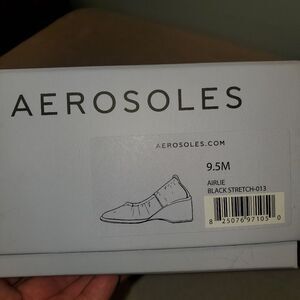 AEROSOLES
AEROSOLES.COM
9.5M
AIRLIE
BLACK STRETCH-013
8 25076 97105 0